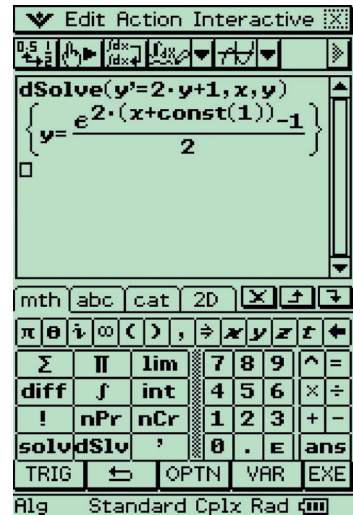 Edit Action Interactive
dSolve(y'=2·y+1,x,y)
{y=(e^(2·(x+const(1)))-1)/2}
mth abc cat 2D
π θ i ∞ ( ) , ⇒ x y z t ←
Σ Π lim 7 8 9 ^ =
diff ∫ int 4 5 6 × ÷
! nPr nCr 1 2 3 + −
solv dSlv ' 0 . E ans
TRIG OPTN VAR EXE
Alg Standard Cplx Rad